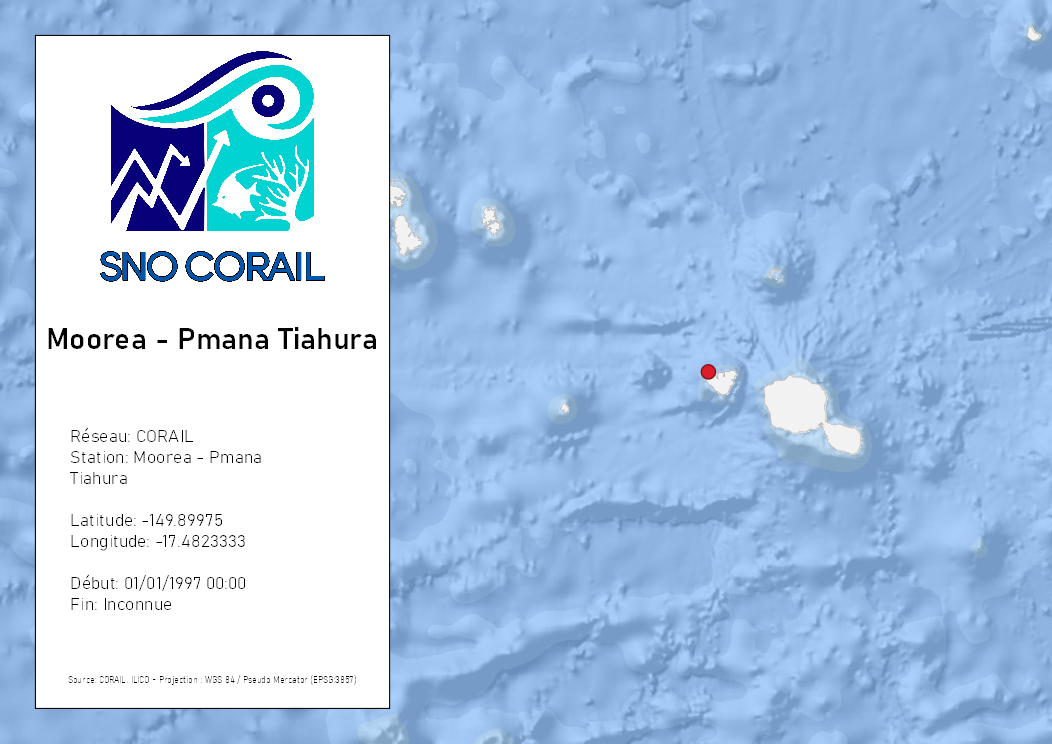 SNO CORAIL
Moorea - Pmana Tiahura
Réseau: CORAIL
Station: Moorea - Pmana
Tiahura
Latitude: -149.89975
Longitude: -17.4823333
Début: 01/01/1997 00:00
Fin: Inconnue
Source: CORAIL, ILICO - Projection : WGS 84 / Pseudo Mercator (EPSG:3857)